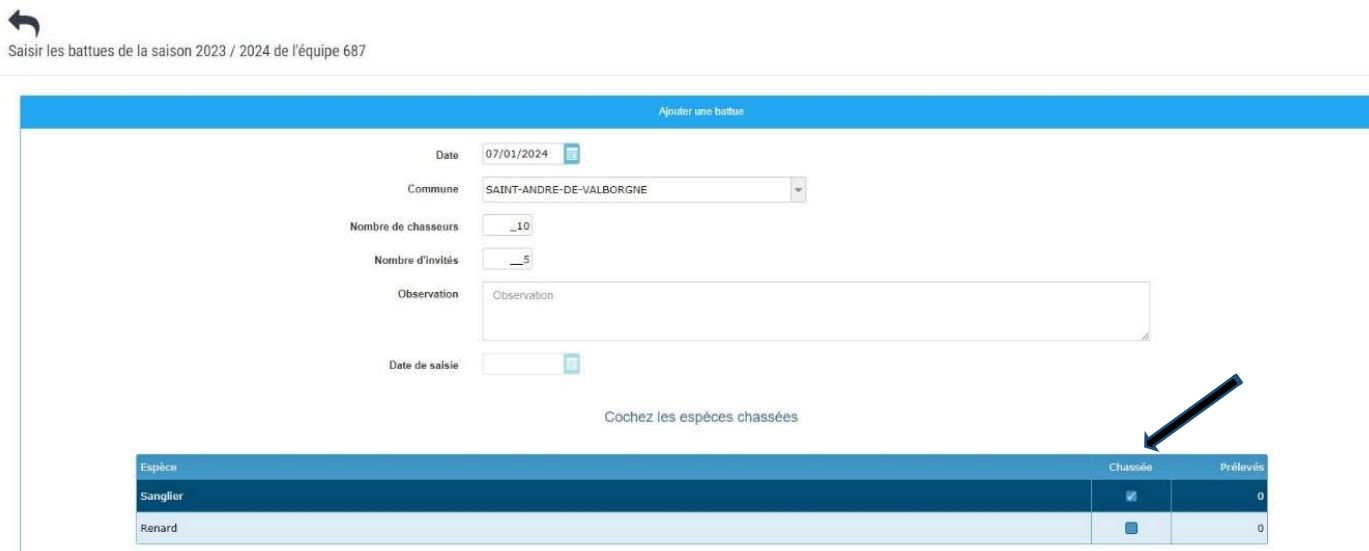 Saisir les battues de la saison 2023 / 2024 de l'équipe 687
Ajouter une battue
Date 07/01/2024
Commune SAINT-ANDRE-DE-VALBORGNE
Nombre de chasseurs _10
Nombre d'invités __5
Observation Observation
Date de saisie
Cochez les espèces chassées
Espèce Chassée Prélevés
Sanglier 0
Renard 0